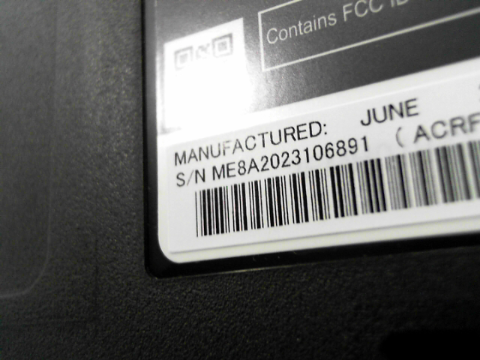 Contains FCC ID
MANUFACTURED: JUNE
S/N ME8A2023106891 ( ACRF